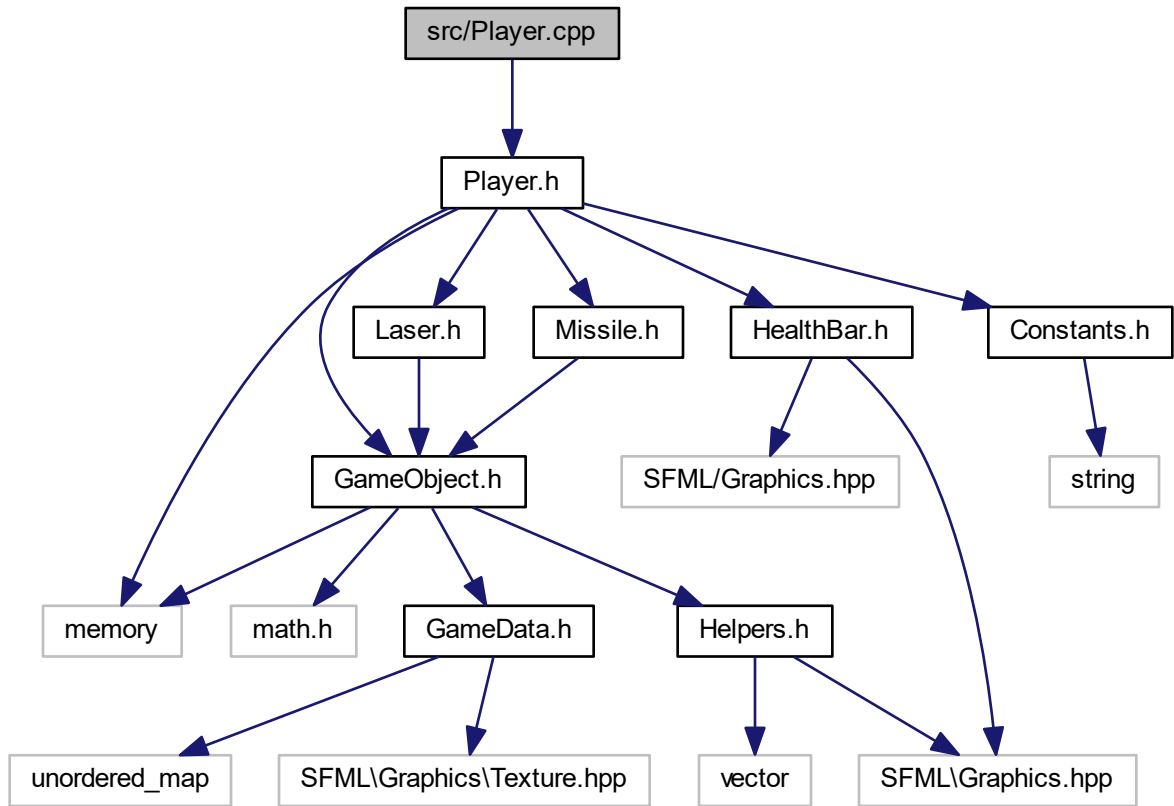 src/Player.cpp
Player.h
Laser.h
Missile.h
HealthBar.h
Constants.h
GameObject.h
SFML/Graphics.hpp
string
memory
math.h
GameData.h
Helpers.h
unordered_map
SFML\Graphics\Texture.hpp
vector
SFML\Graphics.hpp